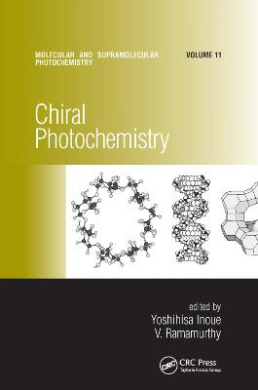 MOLECULAR AND SUPRAMOLECULAR
PHOTOCHEMISTRY
VOLUME 11
Chiral
Photochemistry
edited by
Yoshihisa Inoue
V. Ramamurthy
CRC Press
Taylor & Francis Group